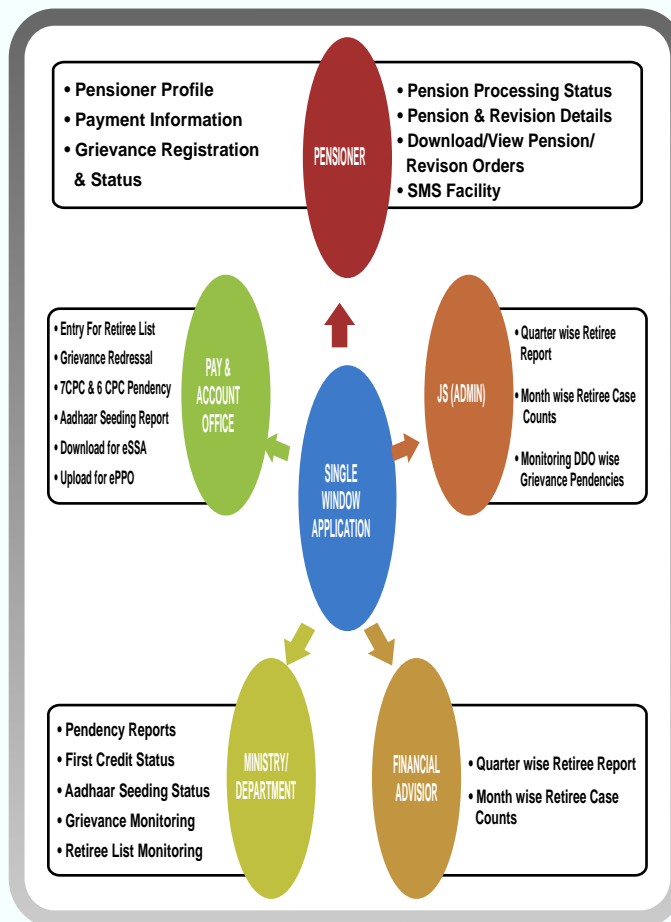 • Pensioner Profile
• Payment Information
• Grievance Registration
& Status
PENSIONER
• Pension Processing Status
• Pension & Revision Details
• Download/View Pension/
Revison Orders
• SMS Facility
• Entry For Retiree List
• Grievance Redressal
• 7CPC & 6 CPC Pendency
• Aadhaar Seeding Report
• Download for eSSA
• Upload for ePPO
PAY &
ACCOUNT
OFFICE
JS (ADMIN)
• Quarter wise Retiree
Report
• Month wise Retiree Case
Counts
• Monitoring DDO wise
Grievance Pendencies
SINGLE
WINDOW
APPLICATION
• Pendency Reports
• First Credit Status
• Aadhaar Seeding Status
• Grievance Monitoring
• Retiree List Monitoring
MINISTRY/
DEPARTMENT
FINANCIAL
ADVISIOR
• Quarter wise Retiree Report
• Month wise Retiree Case
Counts